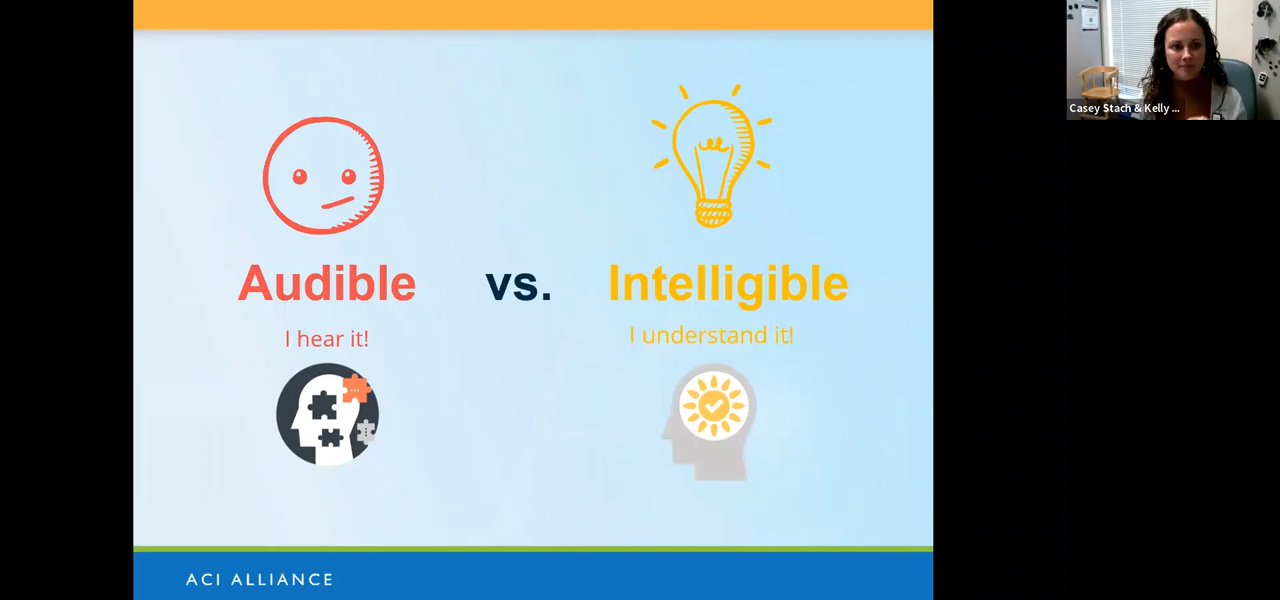 Casey Stach & Kelly ...
Audible vs. Intelligible
I hear it! I understand it!
ACI ALLIANCE